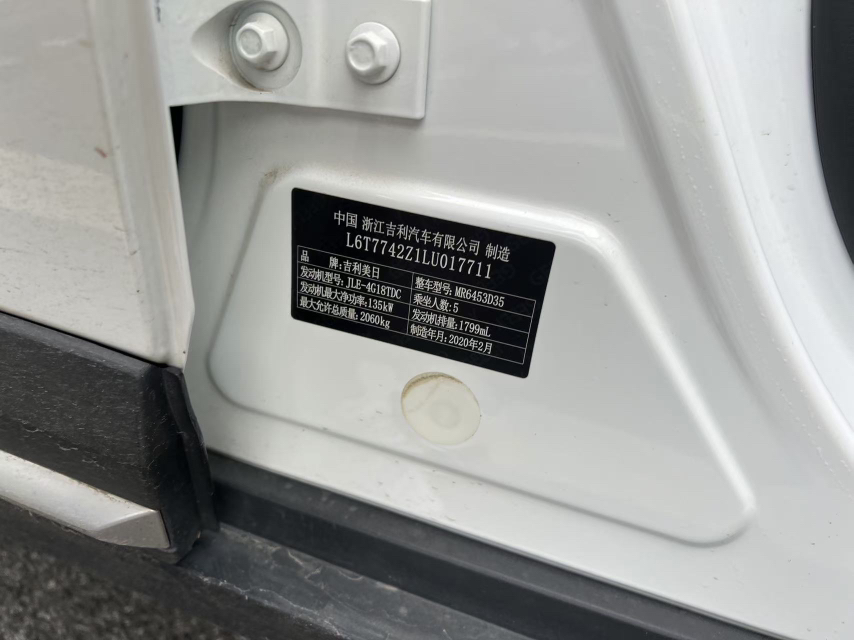 中国 浙江吉利汽车有限公司 制造
L6T7742Z1LU017711
品 牌:吉利美日 整车型号:MR6453D35
发动机型号:JLE-4G18TDC 乘坐人数:5
发动机最大净功率:135kW 发动机排量:1799mL
最大允许总质量:2060kg 制造年月:2020年2月